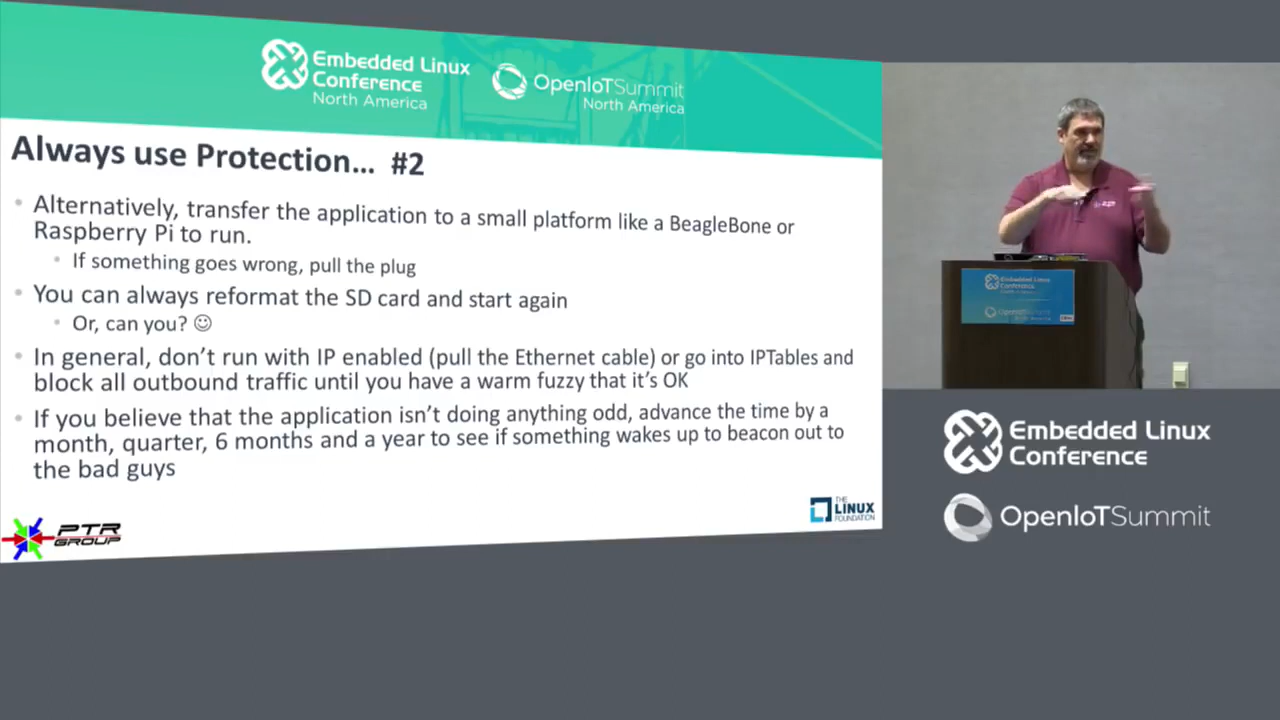 Embedded Linux
Conference
North America
OpenIoTSummit
North America
Always use Protection... #2
• Alternatively, transfer the application to a small platform like a BeagleBone or
Raspberry Pi to run.
• If something goes wrong, pull the plug
• You can always reformat the SD card and start again
• Or, can you? ☺
• In general, don't run with IP enabled (pull the Ethernet cable) or go into IPTables and
block all outbound traffic until you have a warm fuzzy that it's OK
• If you believe that the application isn't doing anything odd, advance the time by a
month, quarter, 6 months and a year to see if something wakes up to beacon out to
the bad guys
PTR
GROUP
THE
LINUX
FOUNDATION
Embedded Linux
Conference
OpenIoTSummit
Embedded Linux
Conference
OpenIoTSummit